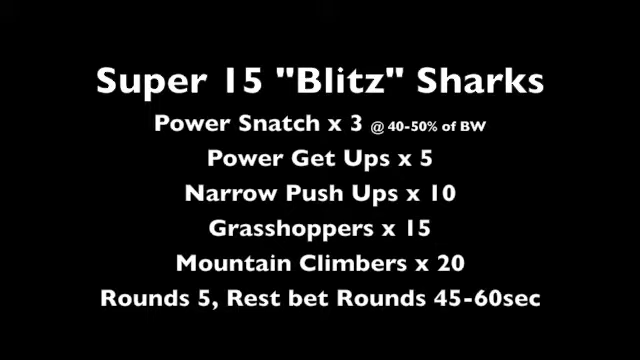 Super 15 "Blitz" Sharks
Power Snatch x 3 @ 40-50% of BW
Power Get Ups x 5
Narrow Push Ups x 10
Grasshoppers x 15
Mountain Climbers x 20
Rounds 5, Rest bet Rounds 45-60sec